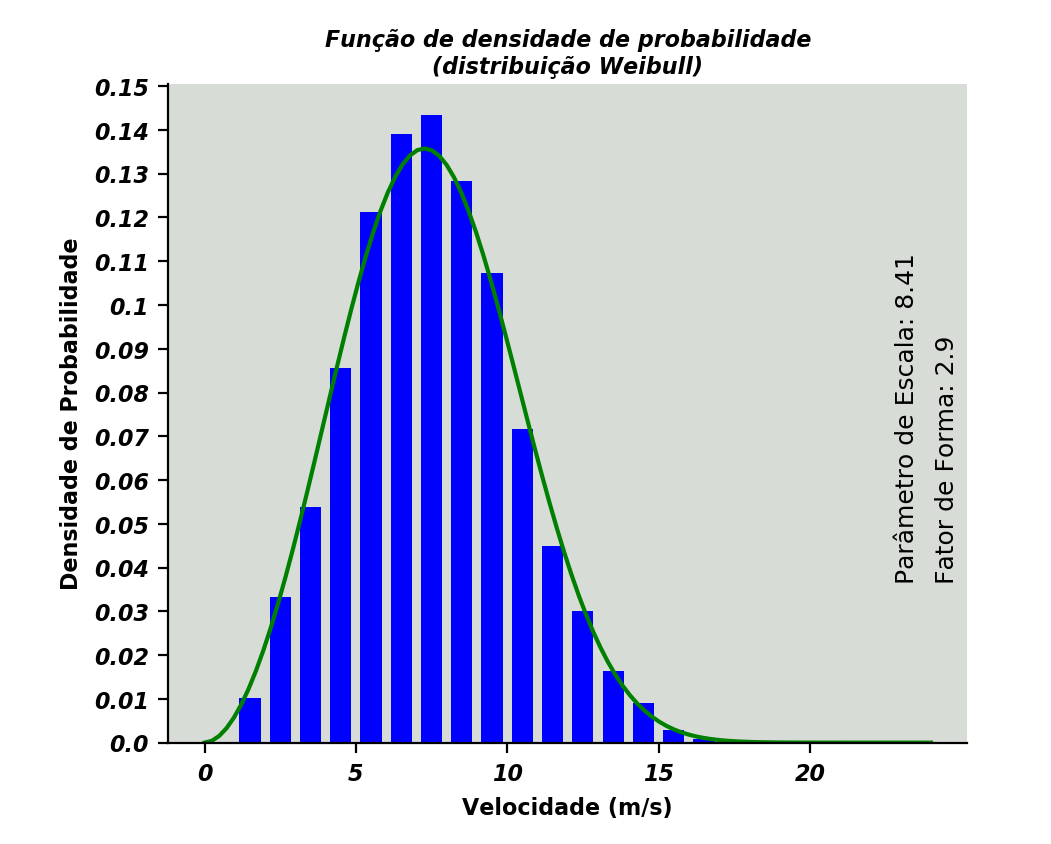 Função de densidade de probabilidade
(distribuição Weibull)
0.15
0.14
0.13
0.12
0.11
0.1
0.09
0.08
0.07
0.06
0.05
0.04
0.03
0.02
0.01
0.0
Densidade de Probabilidade
Parâmetro de Escala: 8.41
Fator de Forma: 2.9
0 5 10 15 20
Velocidade (m/s)